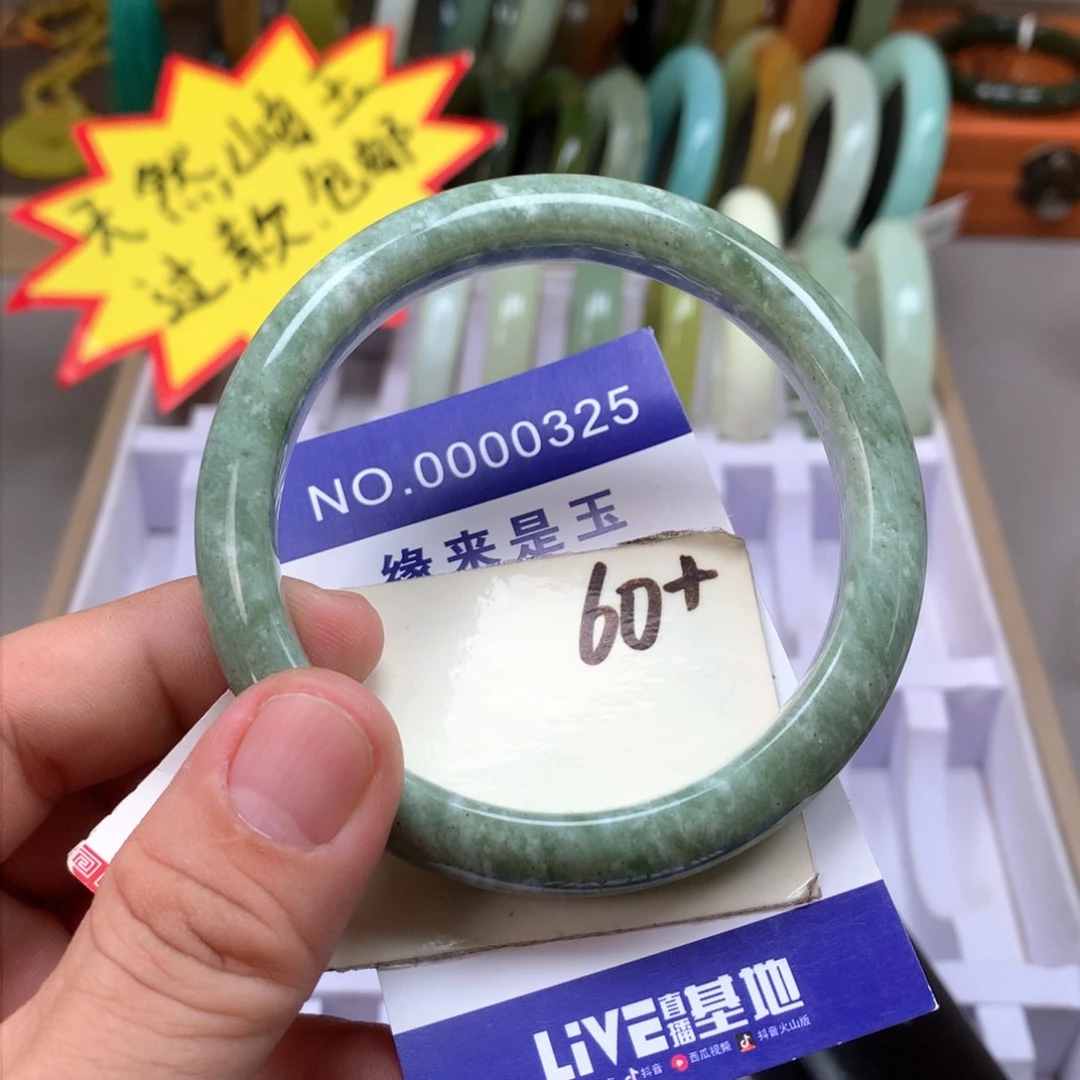 天然岫玉
过款.包邮
NO.0000325
缘来是玉
60+
LiVE直播基地
抖音 西瓜视频 抖音火山版